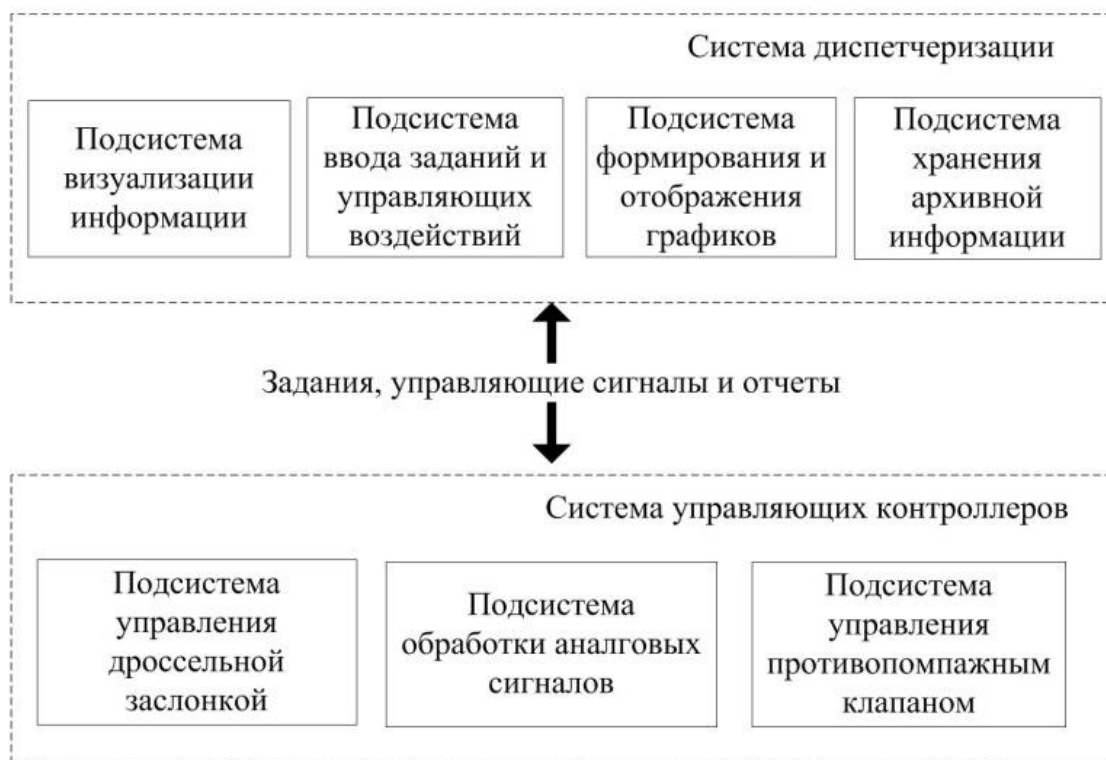 Система диспетчеризации
Подсистема
визуализации
информации
Подсистема
ввода заданий и
управляющих
воздействий
Подсистема
формирования и
отображения
графиков
Подсистема
хранения
архивной
информации
Задания, управляющие сигналы и отчеты
Система управляющих контроллеров
Подсистема
управления
дроссельной
заслонкой
Подсистема
обработки аналговых
сигналов
Подсистема
управления
противопомпажным
клапаном